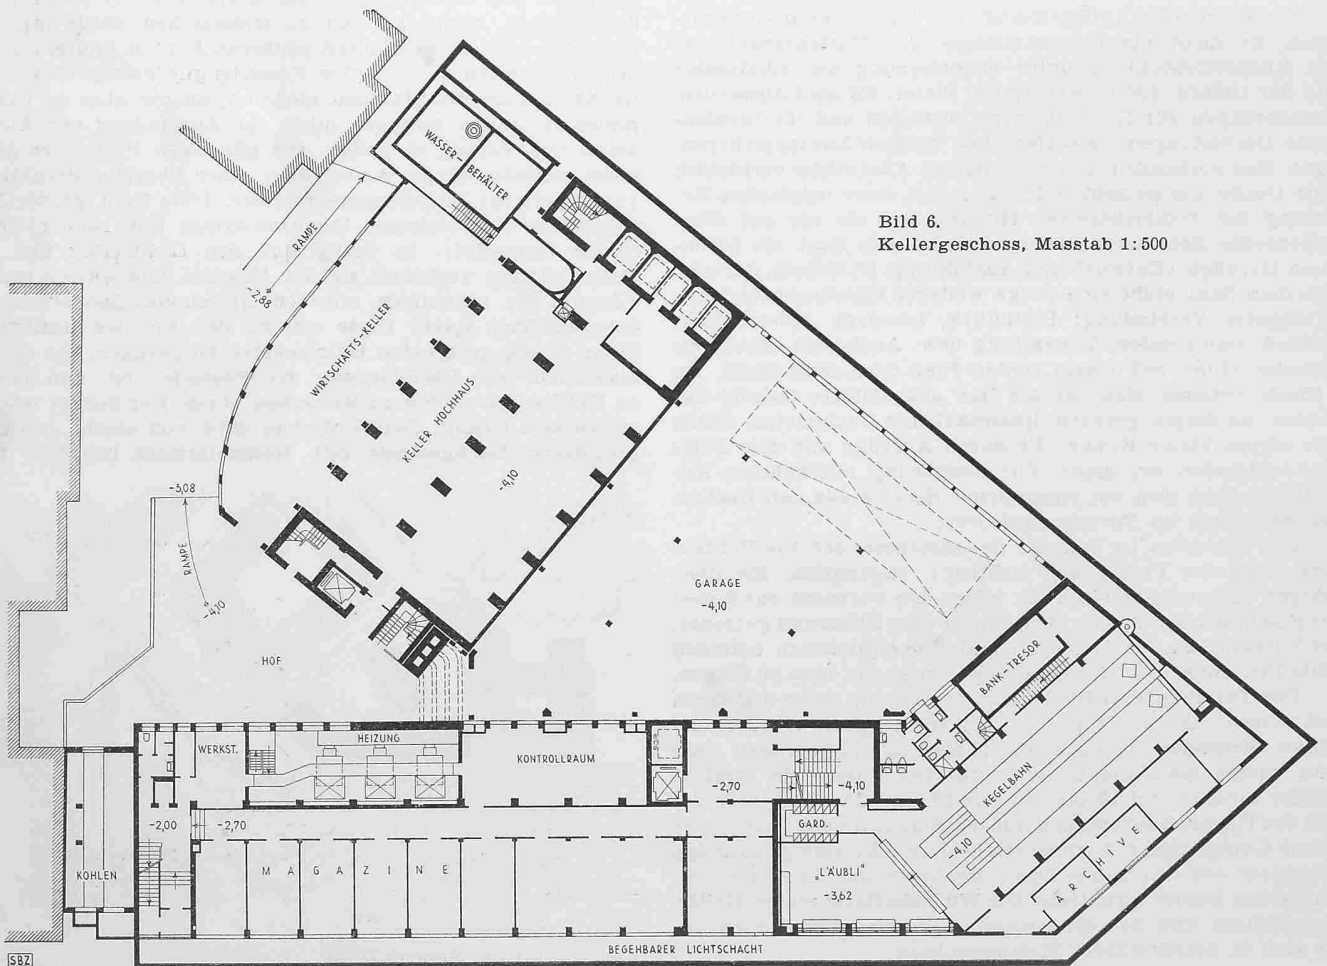 Bild 6.
Kellergeschoss, Masstab 1:500
WASSER-
BEHÄLTER
RAMPE
-2,88
WIRTSCHAFTS-KELLER
KELLER HOCHHAUS
-4,10
-3,08
RAMPE
-4,10
HOF
GARAGE
-4,10
BANK-TRESOR
KEGELBAHN
-4,10
ARCHIVE
WERKST.
HEIZUNG
KONTROLLRAUM
-2,70
-4,10
-2,00
-2,70
GARD.
KOHLEN
MAGAZINE
"LÄUBLI"
-3,62
BEGEHBARER LICHTSCHACHT
SBZ